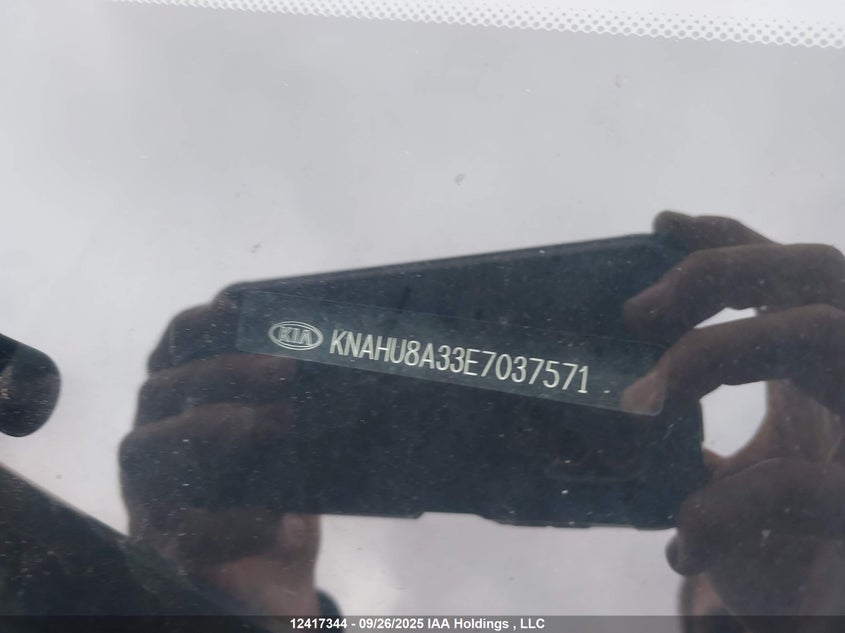 KIA KNAHU8A33E7037571
12417344 - 09/26/2025 IAA Holdings , LLC